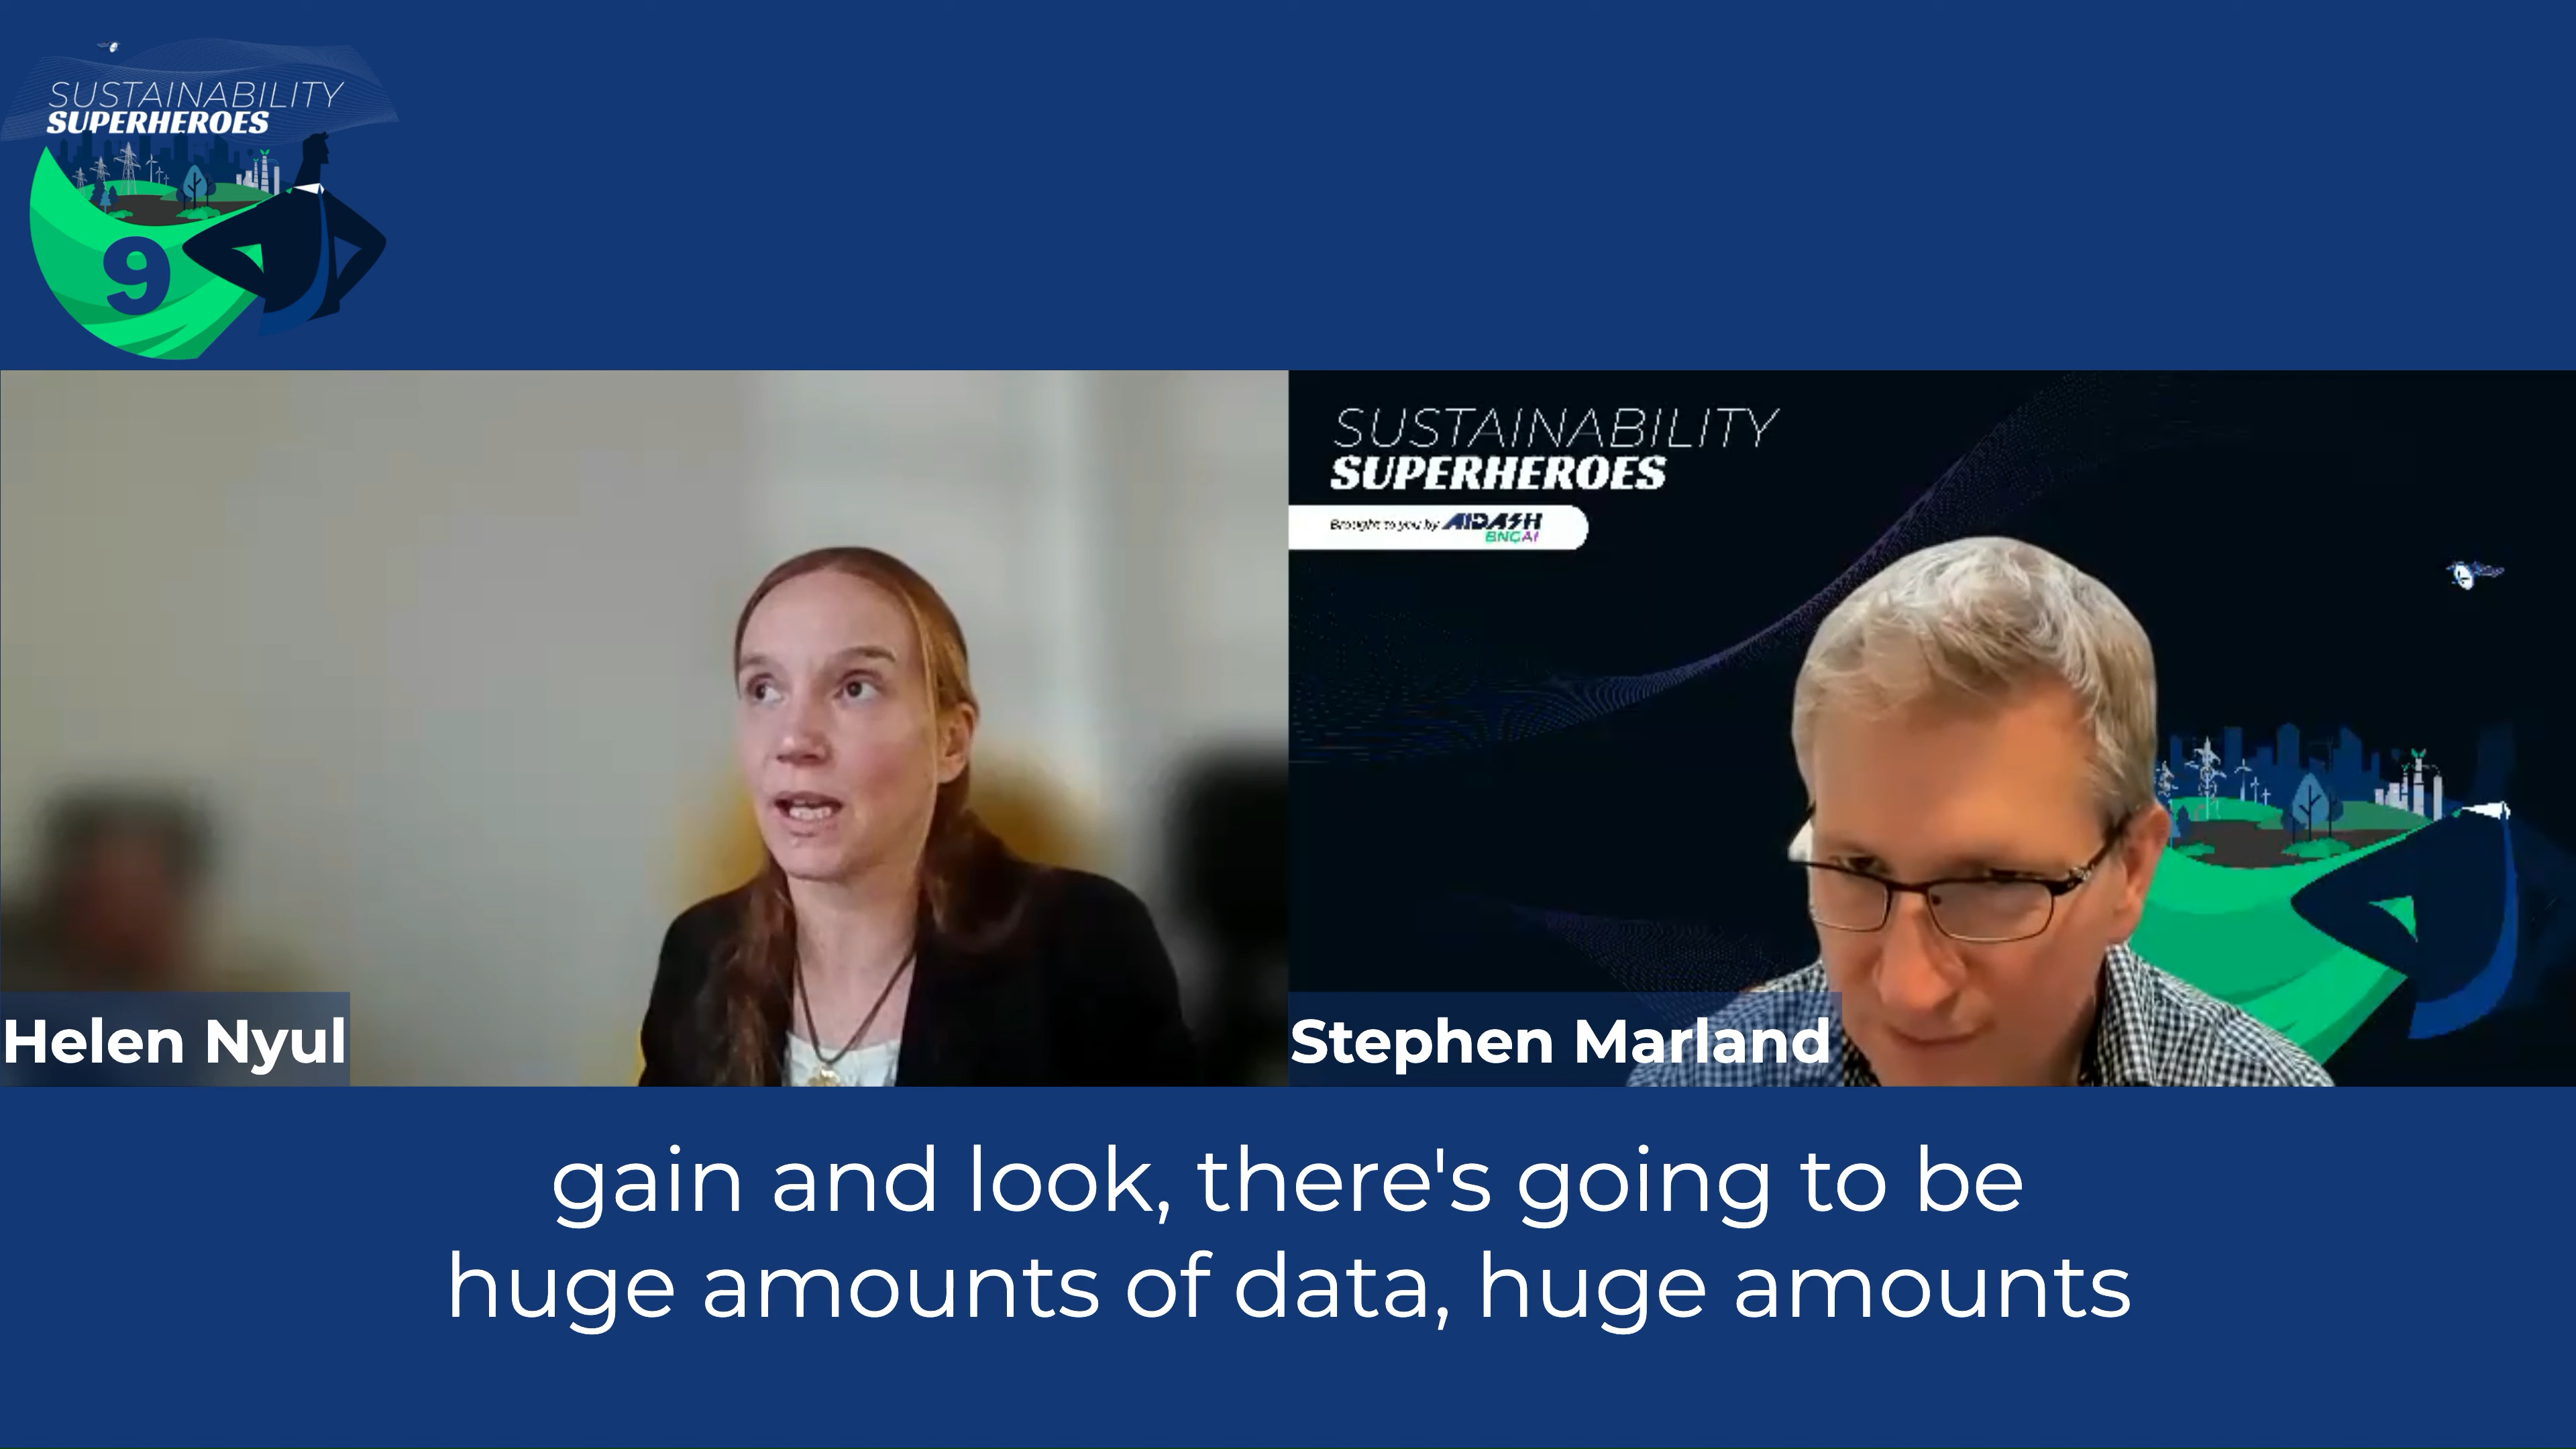 SUSTAINABILITY
SUPERHEROES
9
SUSTAINABILITY
SUPERHEROES
Brought to you by AIDASH
BNGAI
Helen Nyul
Stephen Marland
gain and look, there's going to be
huge amounts of data, huge amounts